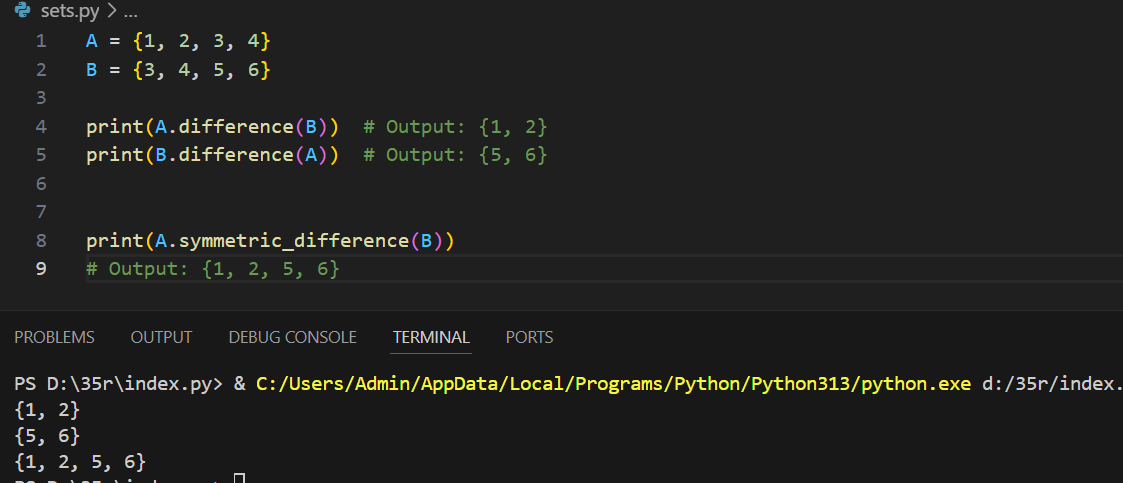 sets.py > ...
1 A = {1, 2, 3, 4}
2 B = {3, 4, 5, 6}
3
4 print(A.difference(B))  # Output: {1, 2}
5 print(B.difference(A))  # Output: {5, 6}
6
7
8 print(A.symmetric_difference(B))
9 # Output: {1, 2, 5, 6}
PROBLEMS OUTPUT DEBUG CONSOLE TERMINAL PORTS
PS D:\35r\index.py> & C:/Users/Admin/AppData/Local/Programs/Python/Python313/python.exe d:/35r/index.
{1, 2}
{5, 6}
{1, 2, 5, 6}